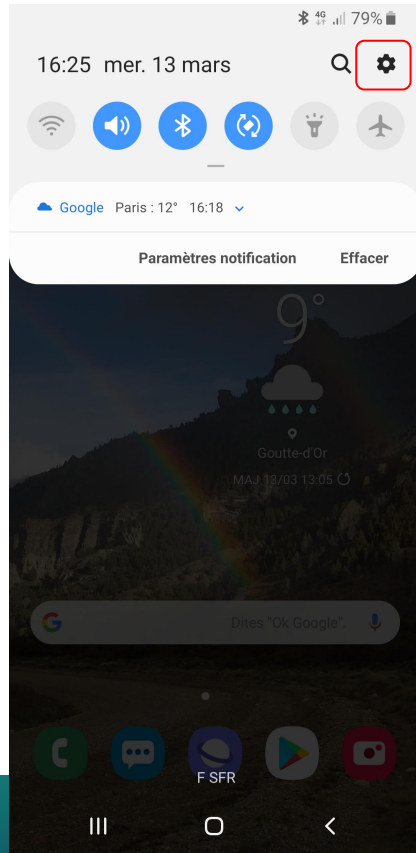 4G 79%
16:25 mer. 13 mars
Google Paris : 12° 16:18
Paramètres notification Effacer
9°
Goutte-d'Or
MAJ 13/03 13:05
G Dites "Ok Google".
F SFR